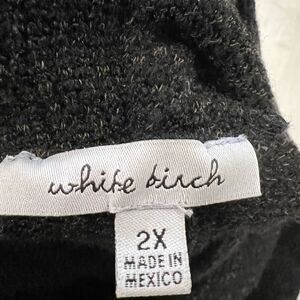 white birch
2X
MADE IN
MEXICO